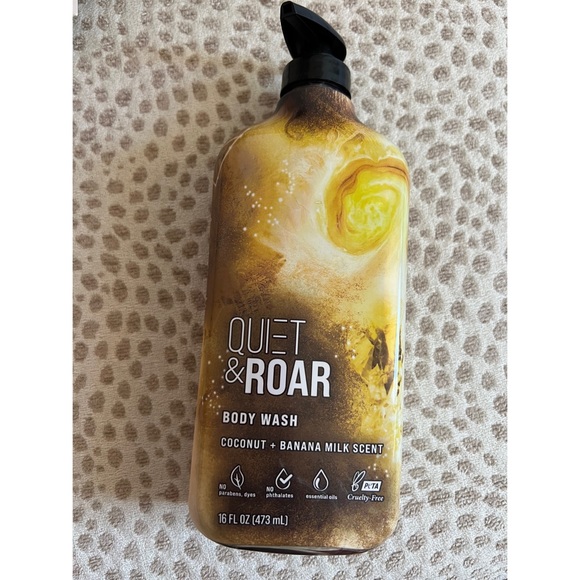 QUIET
&ROAR
BODY WASH
COCONUT + BANANA MILK SCENT
NO
parabens, dyes
NO
phthalates
essential oils
PETA
Cruelty-Free
16 FL OZ (473 mL)